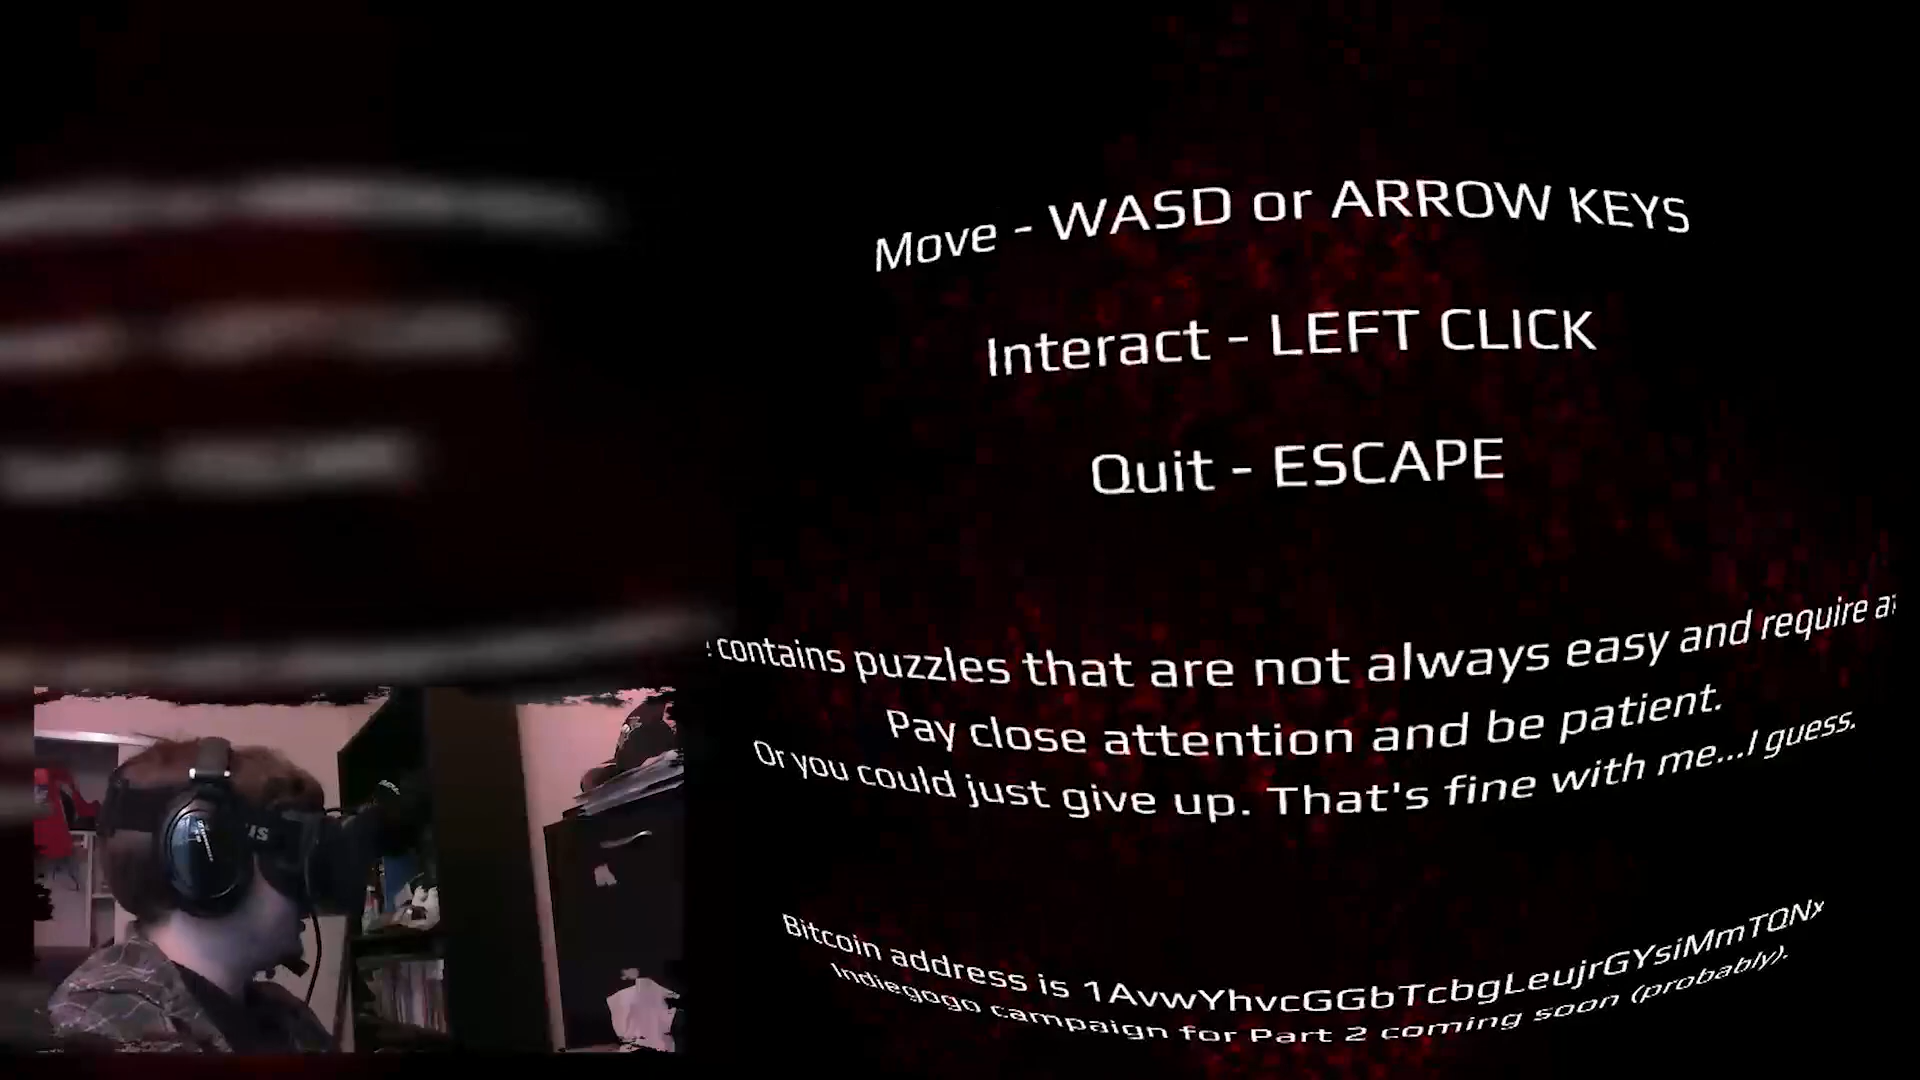 Move - WASD or ARROW KEYS
Interact - LEFT CLICK
Quit - ESCAPE
contains puzzles that are not always easy and require
Pay close attention and be patient.
Or you could just give up. That's fine with me...I guess.
Bitcoin address is 1AvwYhvcGGbTcbgLeujrGYsiMmTQNx
Indiegogo campaign for Part 2 coming soon (probably).